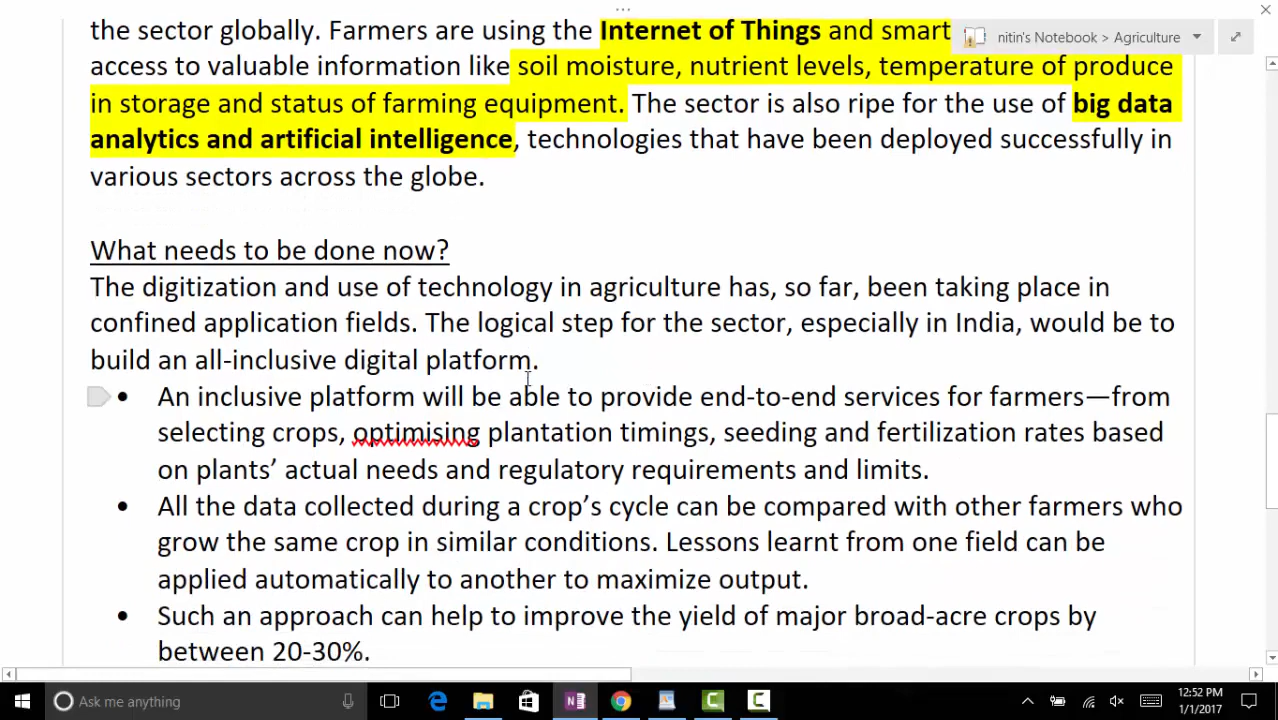 the sector globally. Farmers are using the Internet of Things and smart
nitin's Notebook > Agriculture
access to valuable information like soil moisture, nutrient levels, temperature of produce
in storage and status of farming equipment. The sector is also ripe for the use of big data
analytics and artificial intelligence, technologies that have been deployed successfully in
various sectors across the globe.
What needs to be done now?
The digitization and use of technology in agriculture has, so far, been taking place in
confined application fields. The logical step for the sector, especially in India, would be to
build an all-inclusive digital platform.
• An inclusive platform will be able to provide end-to-end services for farmers—from
selecting crops, optimising plantation timings, seeding and fertilization rates based
on plants’ actual needs and regulatory requirements and limits.
• All the data collected during a crop’s cycle can be compared with other farmers who
grow the same crop in similar conditions. Lessons learnt from one field can be
applied automatically to another to maximize output.
• Such an approach can help to improve the yield of major broad-acre crops by
between 20-30%.
Ask me anything
12:52 PM
1/1/2017